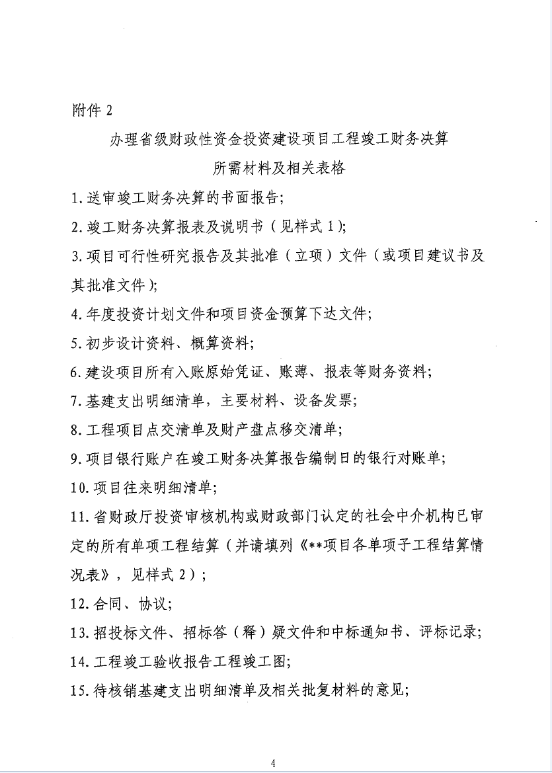 附件 2
办理省级财政性资金投资建设项目工程竣工财务决算
所需材料及相关表格
1.送审竣工财务决算的书面报告；
2.竣工财务决算报表及说明书（见样式 1）；
3.项目可行性研究报告及其批准（立项）文件（或项目建议书及
其批准文件）；
4.年度投资计划文件和项目资金预算下达文件；
5.初步设计资料、概算资料；
6.建设项目所有入账原始凭证、账薄、报表等财务资料；
7.基建支出明细清单，主要材料、设备发票；
8.工程项目点交清单及财产盘点移交清单；
9.项目银行账户在竣工财务决算报告编制日的银行对账单；
10.项目往来明细清单；
11.省财政厅投资审核机构或财政部门认定的社会中介机构已审
定的所有单项工程结算（并请填列《**项目各单项子工程结算情
况表》，见样式 2）；
12.合同、协议；
13.招投标文件、招标答（释）疑文件和中标通知书、评标记录；
14.工程竣工验收报告工程竣工图；
15.待核销基建支出明细清单及相关批复材料的意见；
4